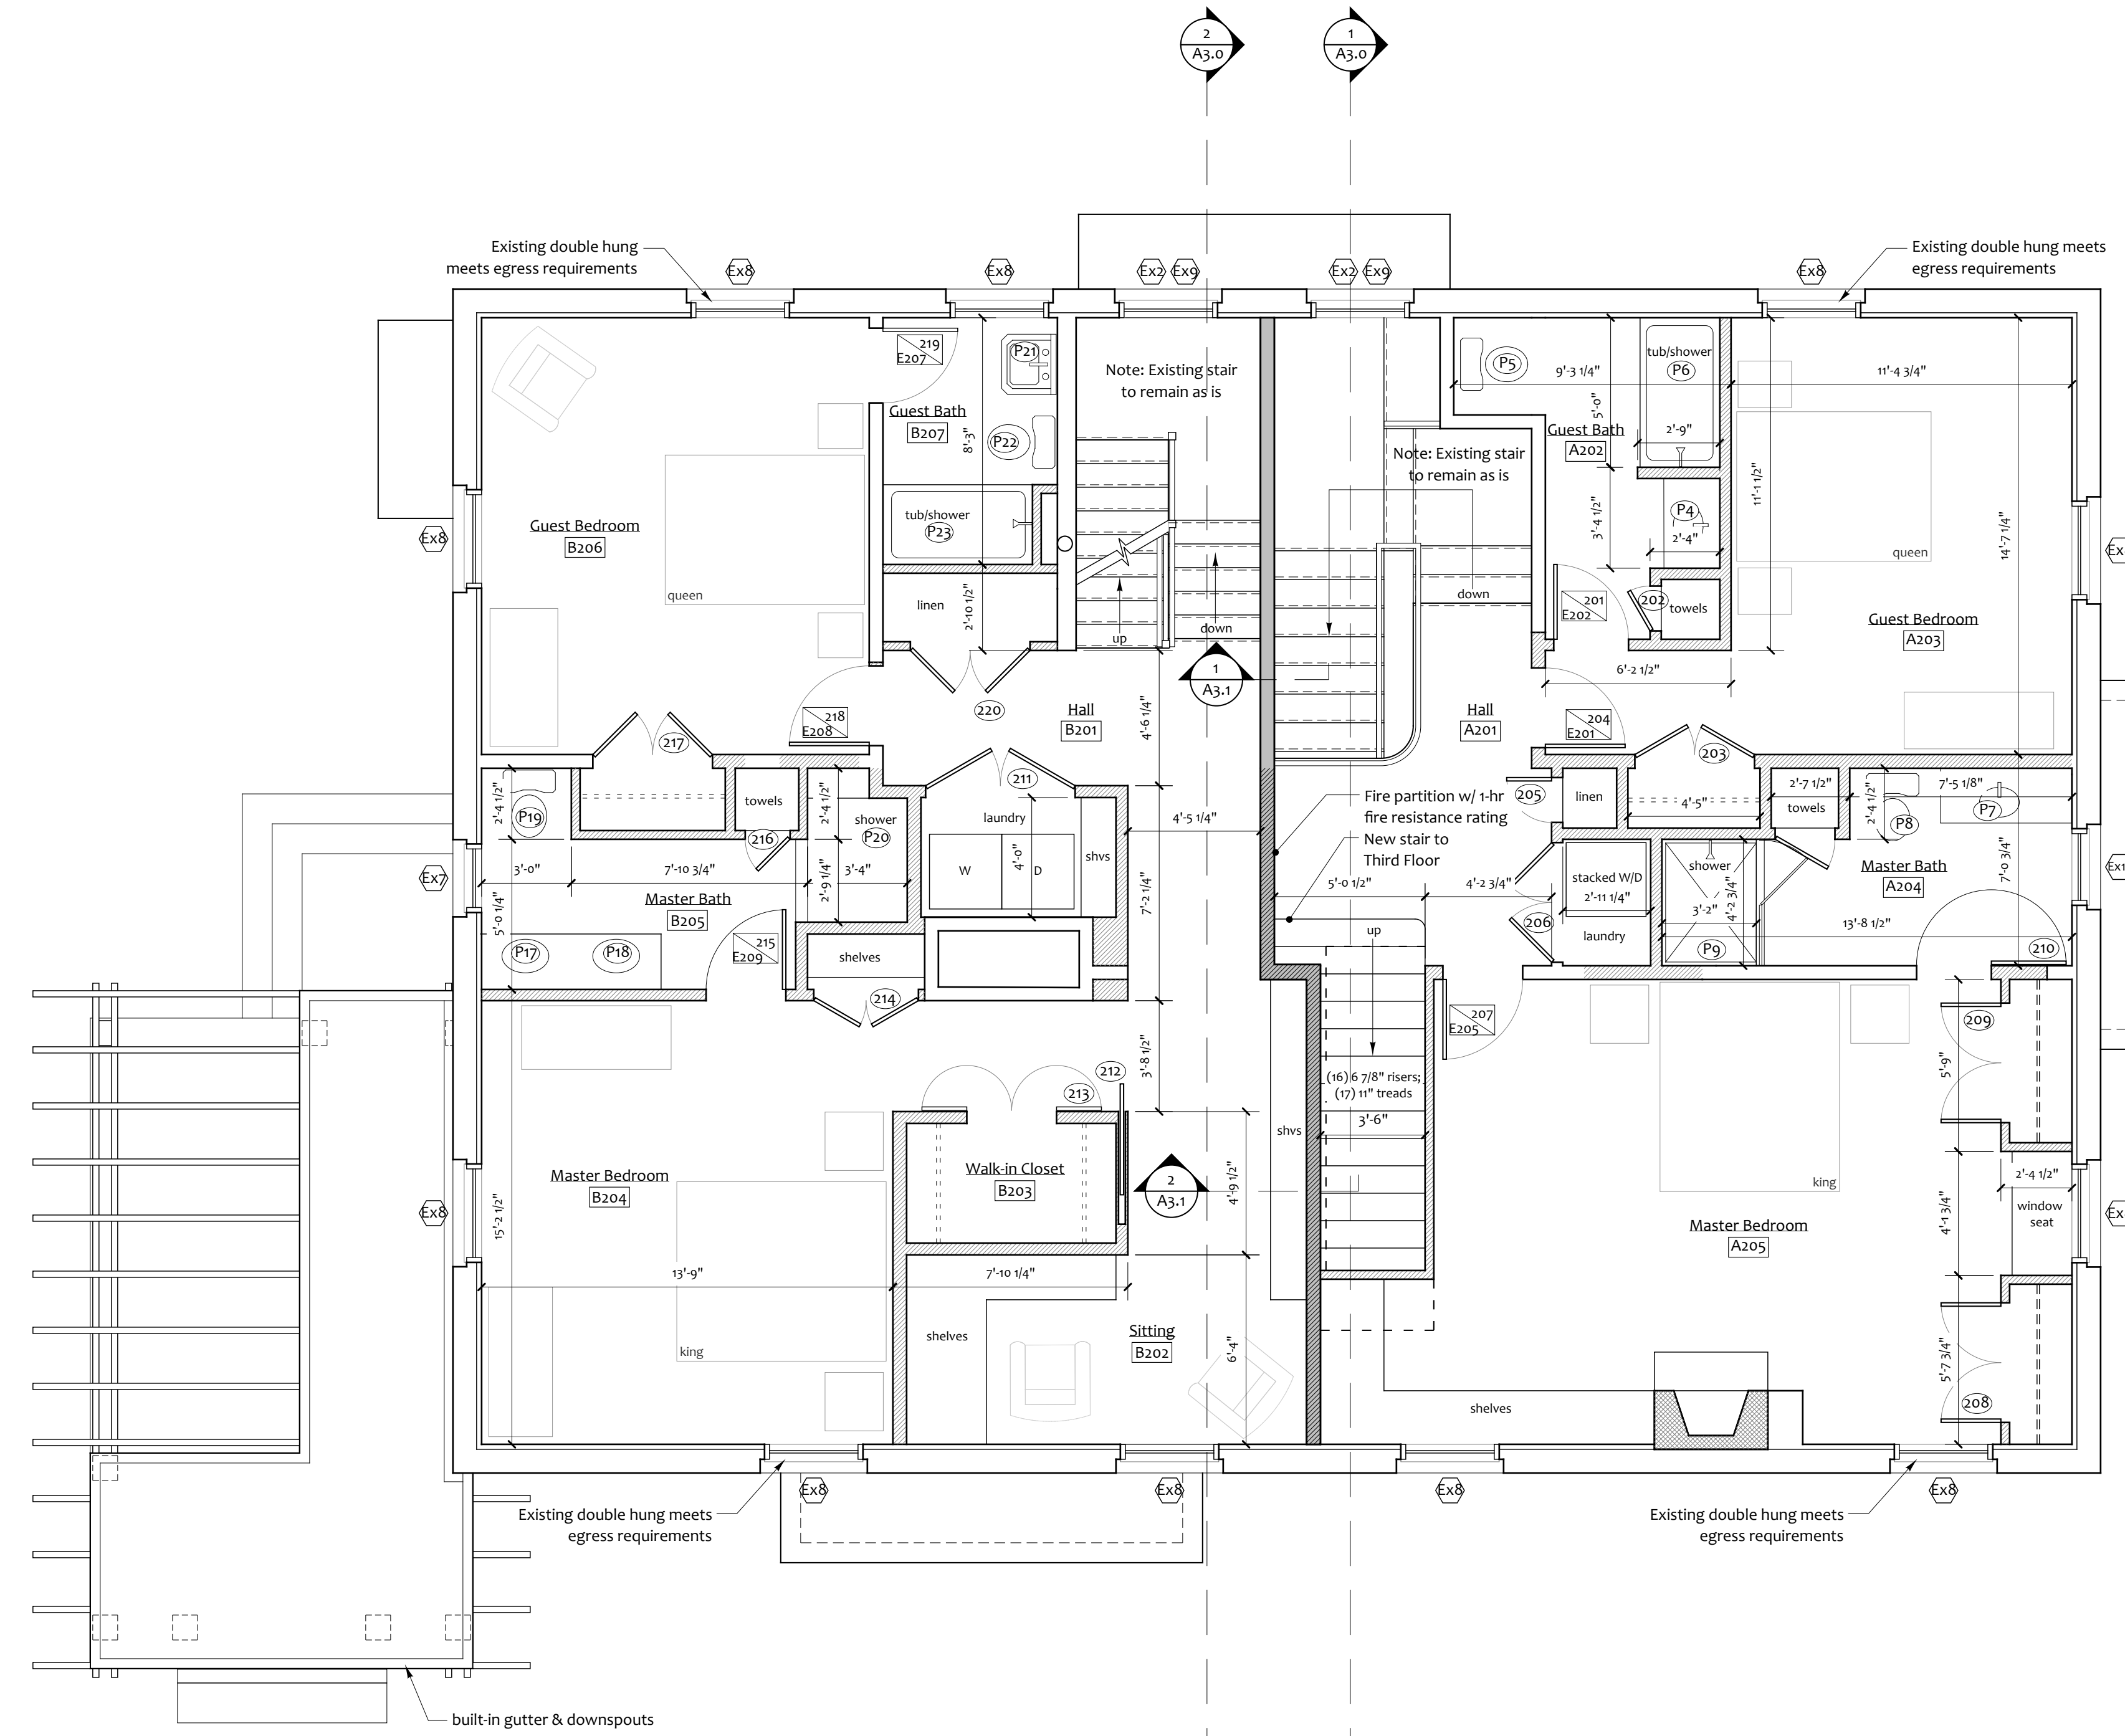 2
A3.0
1
A3.0
Existing double hung
meets egress requirements
Ex8
Ex8
Ex2
Ex9
Ex2
Ex9
Ex8
Existing double hung meets
egress requirements
219
E207
P21
Guest Bath
B207
8'-3"
P22
Note: Existing stair
to remain as is
P5
9'-3 1/4"
tub/shower
P6
11'-4 3/4"
5'-0"
Guest Bath
A202
2'-9"
Note: Existing stair
to remain as is
11'-1 1/2"
14'-7 1/4"
Guest Bedroom
B206
Ex8
tub/shower
P23
3'-4 1/2"
P4
2'-4"
queen
queen
linen
2'-10 1/2"
up
down
down
201
E202
202
towels
Guest Bedroom
A203
1
A3.1
6'-2 1/2"
218
E208
220
Hall
B201
4'-6 1/4"
Hall
A201
204
E201
217
203
211
205
linen
4'-5"
2'-7 1/2"
towels
2'-4 1/2"
7'-5 1/8"
P7
P8
2'-4 1/2"
P19
towels
216
2'-4 1/2"
shower
P20
laundry
4'-5 1/4"
Fire partition w/ 1-hr
fire resistance rating
New stair to
Third Floor
W
4'-0"
D
shvs
Ex7
3'-0"
7'-10 3/4"
2'-9 1/4"
3'-4"
7'-2 1/4"
5'-0 1/2"
4'-2 3/4"
stacked W/D
2'-11 1/4"
laundry
206
shower
3'-2"
4'-2 3/4"
P9
Master Bath
A204
7'-0 3/4"
13'-8 1/2"
210
Master Bath
B205
5'-0 1/4"
P17
P18
215
E209
shelves
214
up
207
E205
209
5'-9"
3'-8 1/2"
212
213
(16) 6 7/8" risers;
(17) 11" treads
3'-6"
shvs
Walk-in Closet
B203
Master Bedroom
B204
Ex8
15'-2 1/2"
2
A3.1
4'-9 1/2"
king
2'-4 1/2"
window
seat
4'-1 3/4"
Master Bedroom
A205
13'-9"
7'-10 1/4"
shelves
Sitting
B202
6'-4"
king
5'-7 3/4"
208
shelves
Ex8
Ex8
Ex8
Ex8
Existing double hung meets
egress requirements
Existing double hung meets
egress requirements
built-in gutter & downspouts